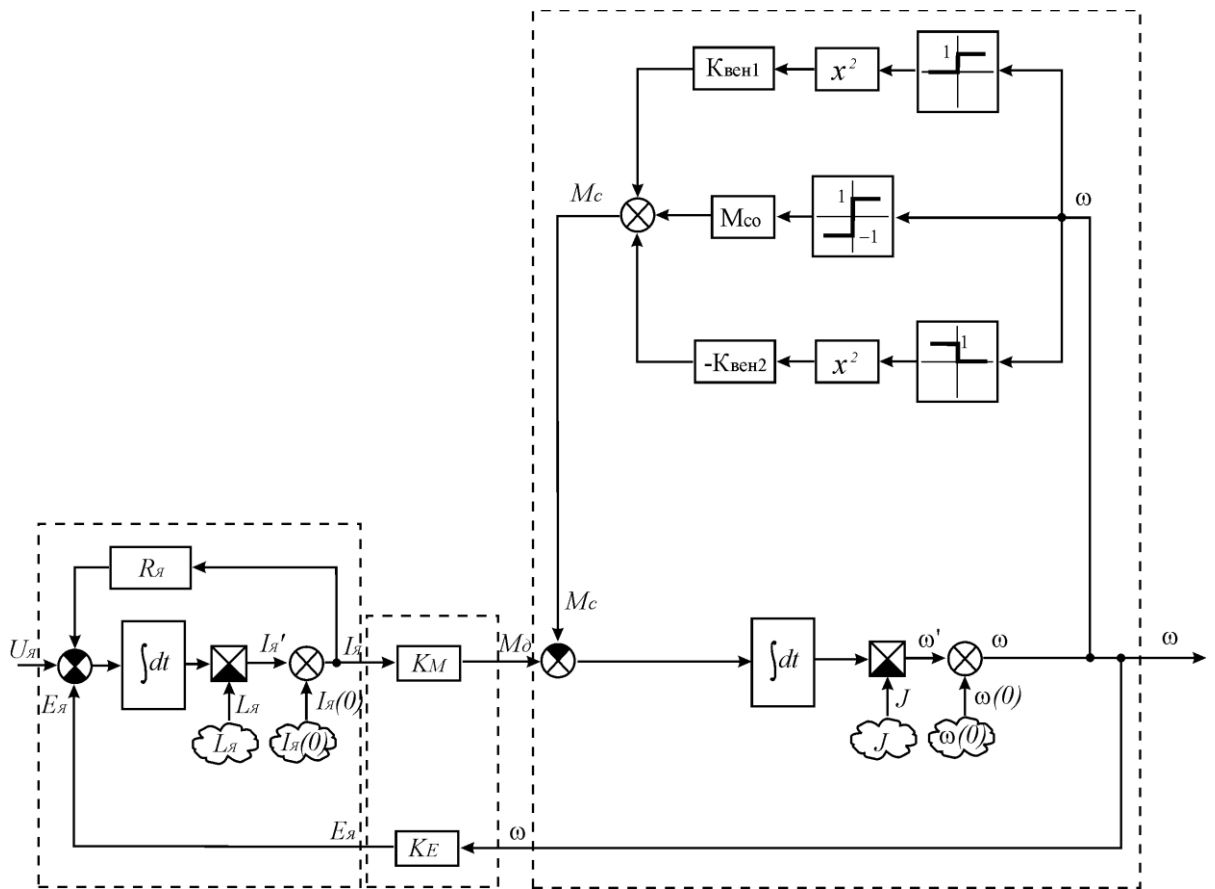 Kвен1
x²
1
Mc
Mco
1
−1
ω
-Kвен2
x²
1
Rя
Mc
Uя
∫dt
Iя'
Iя
KM
Mд
∫dt
ω'
ω
ω
Eя
Lя
Iя(0)
J
ω(0)
Lя
Iя(0)
J
ω(0)
Eя
KE
ω